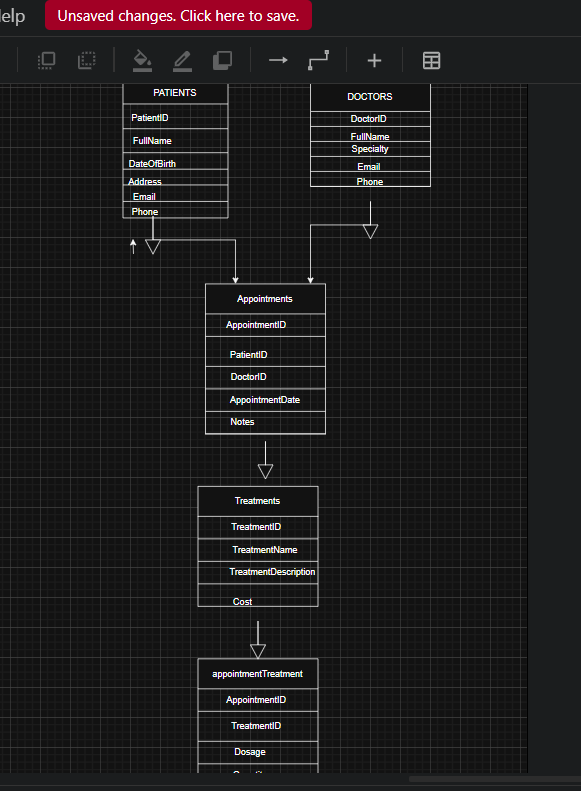 elp
Unsaved changes. Click here to save.
PATIENTS
PatientID
FullName
DateOfBirth
Address
Email
Phone
DOCTORS
DoctorID
FullName
Specialty
Email
Phone
Appointments
AppointmentID
PatientID
DoctorID
AppointmentDate
Notes
Treatments
TreatmentID
TreatmentName
TreatmentDescription
Cost
appointmentTreatment
AppointmentID
TreatmentID
Dosage